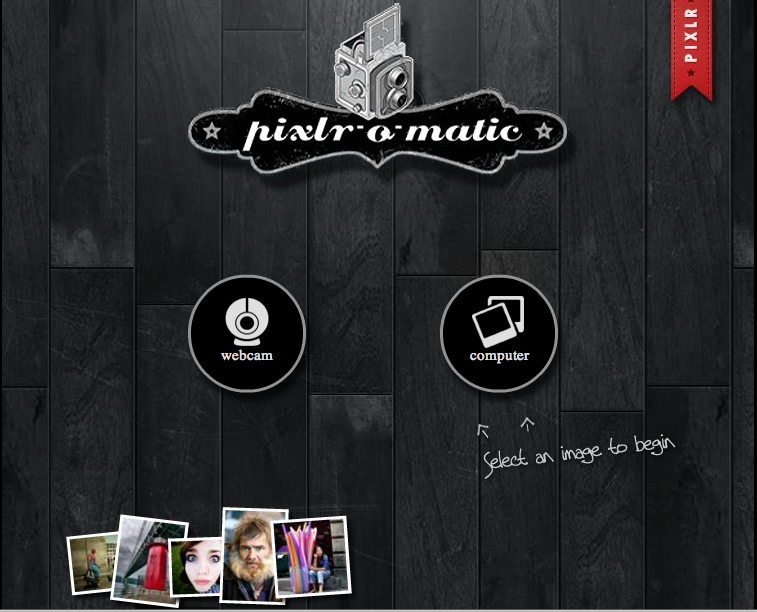 PIXLR
pixlr-o-matic
webcam
computer
Select an image to begin